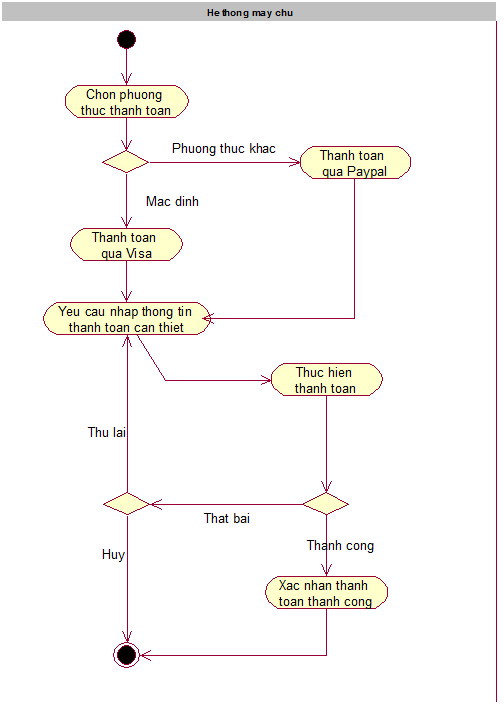 He thong may chu
Chon phuong
thuc thanh toan
Phuong thuc khac
Thanh toan
qua Paypal
Mac dinh
Thanh toan
qua Visa
Yeu cau nhap thong tin
thanh toan can thiet
Thuc hien
thanh toan
Thu lai
That bai
Thanh cong
Huy
Xac nhan thanh
toan thanh cong